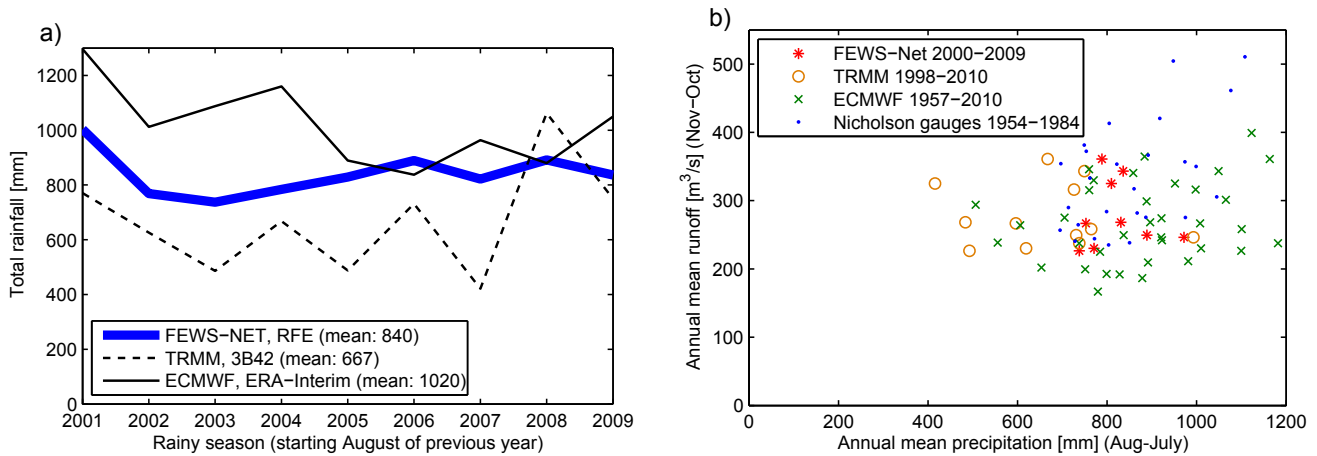 a)
Total rainfall [mm]
1200
1000
800
600
400
200
0
FEWS−NET, RFE (mean: 840)
TRMM, 3B42 (mean: 667)
ECMWF, ERA−Interim (mean: 1020)
2001 2002 2003 2004 2005 2006 2007 2008 2009
Rainy season (starting August of previous year)
b)
Annual mean runoff [m³/s] (Nov−Oct)
500
400
300
200
100
0
FEWS−Net 2000−2009
TRMM 1998−2010
ECMWF 1957−2010
Nicholson gauges 1954−1984
0 200 400 600 800 1000 1200
Annual mean precipitation [mm] (Aug−July)